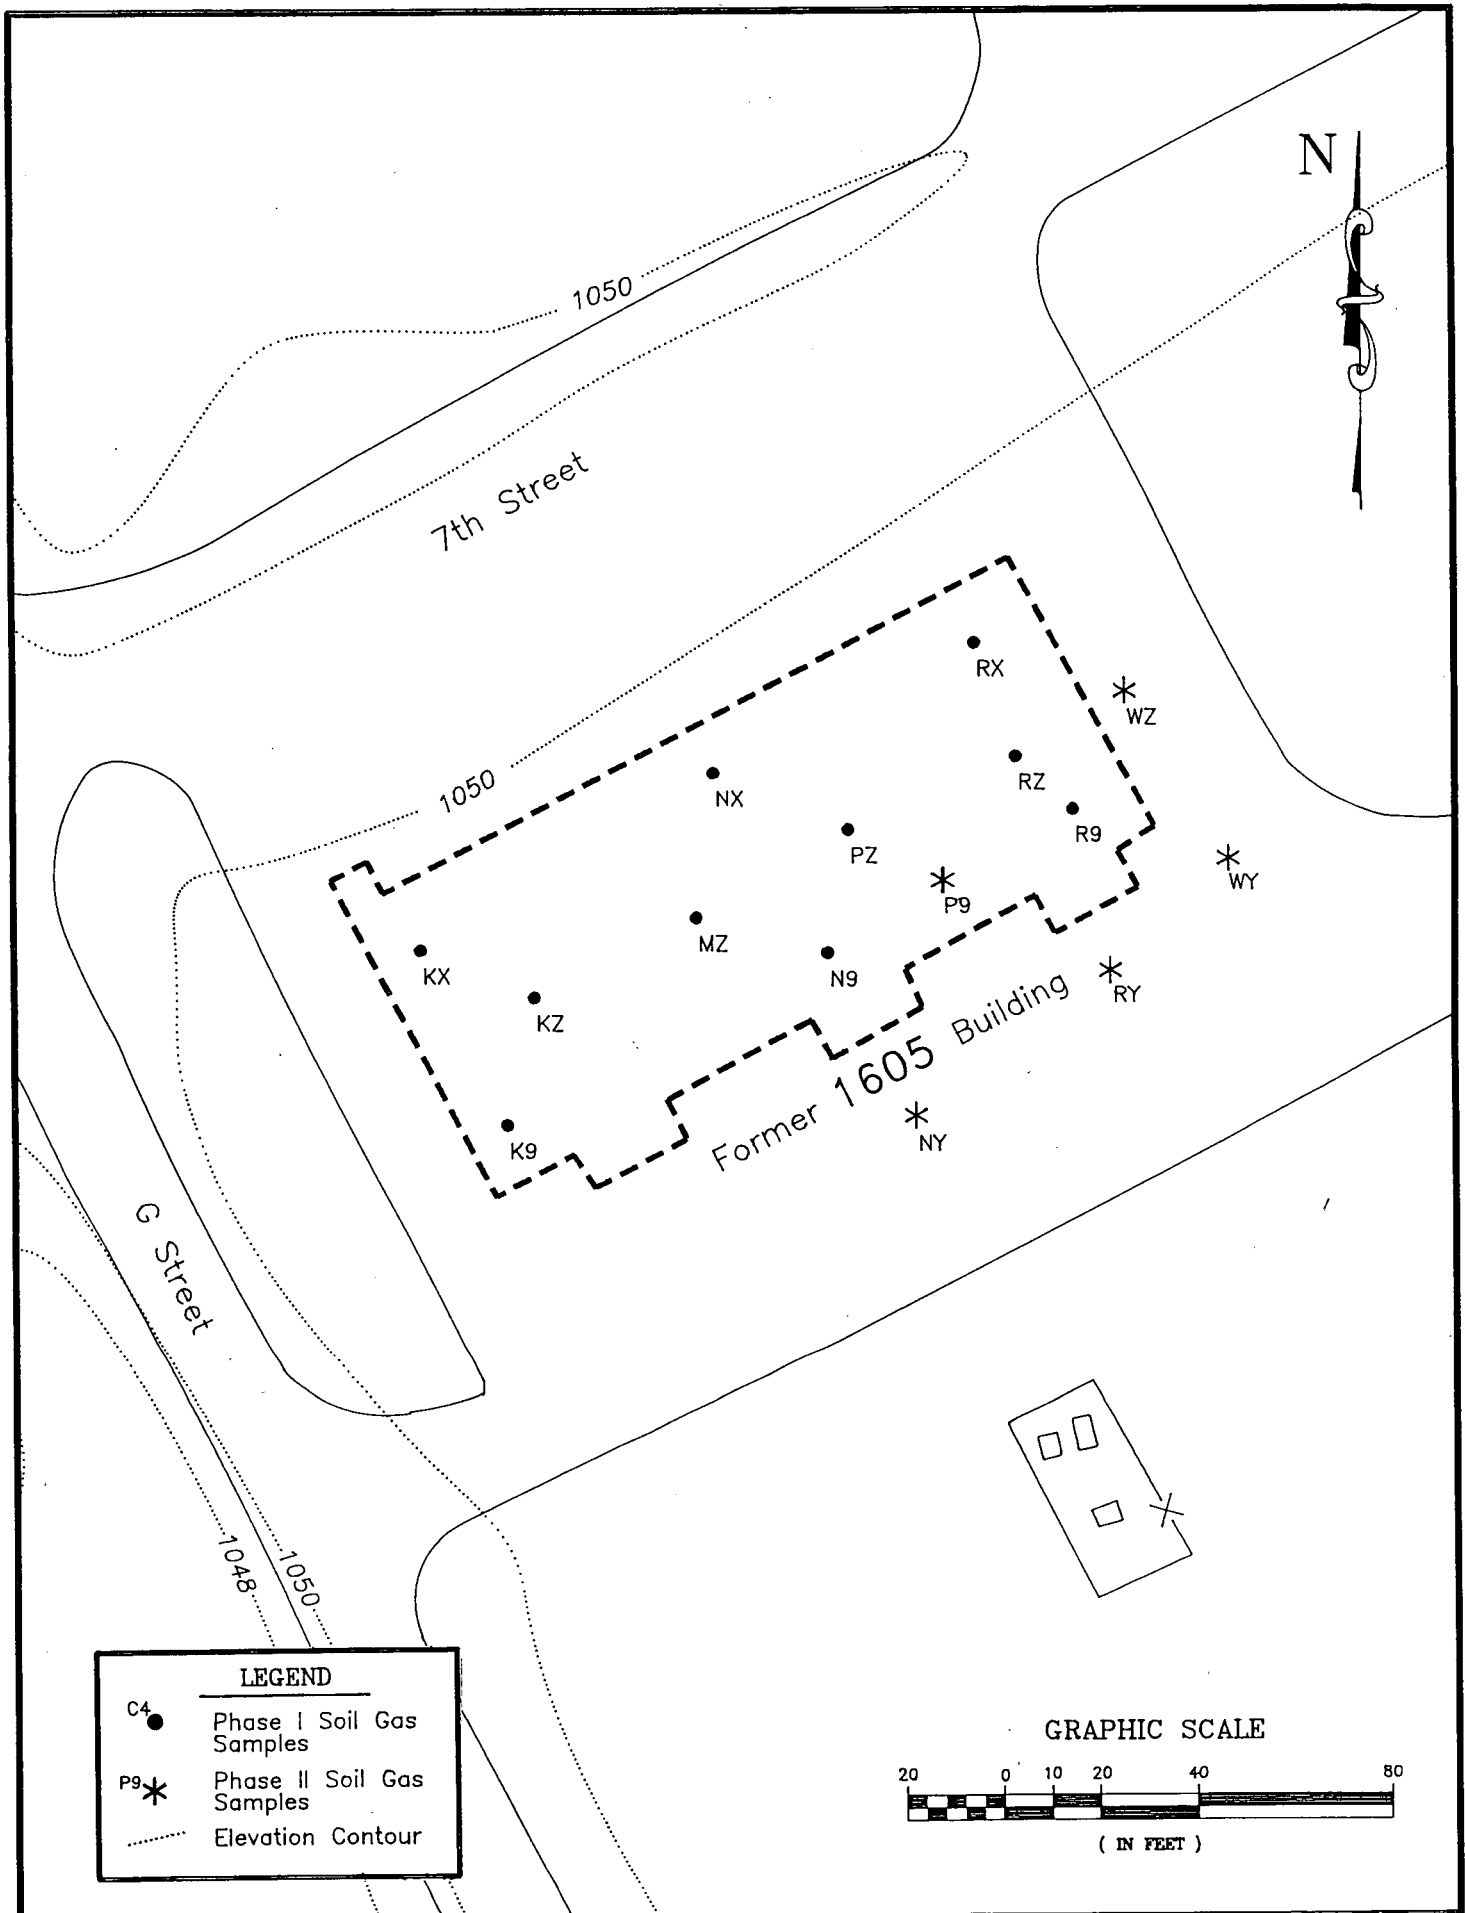 N
1050
7th Street
RX
WZ
1050
NX
RZ
R9
PZ
WY
P9
MZ
KX
N9
RY
KZ
Former 1605 Building
NY
K9
G Street
1048
1050
LEGEND
C4
Phase I Soil Gas
Samples
P9
Phase II Soil Gas
Samples
Elevation Contour
GRAPHIC SCALE
20 0 10 20 40 80
( IN FEET )